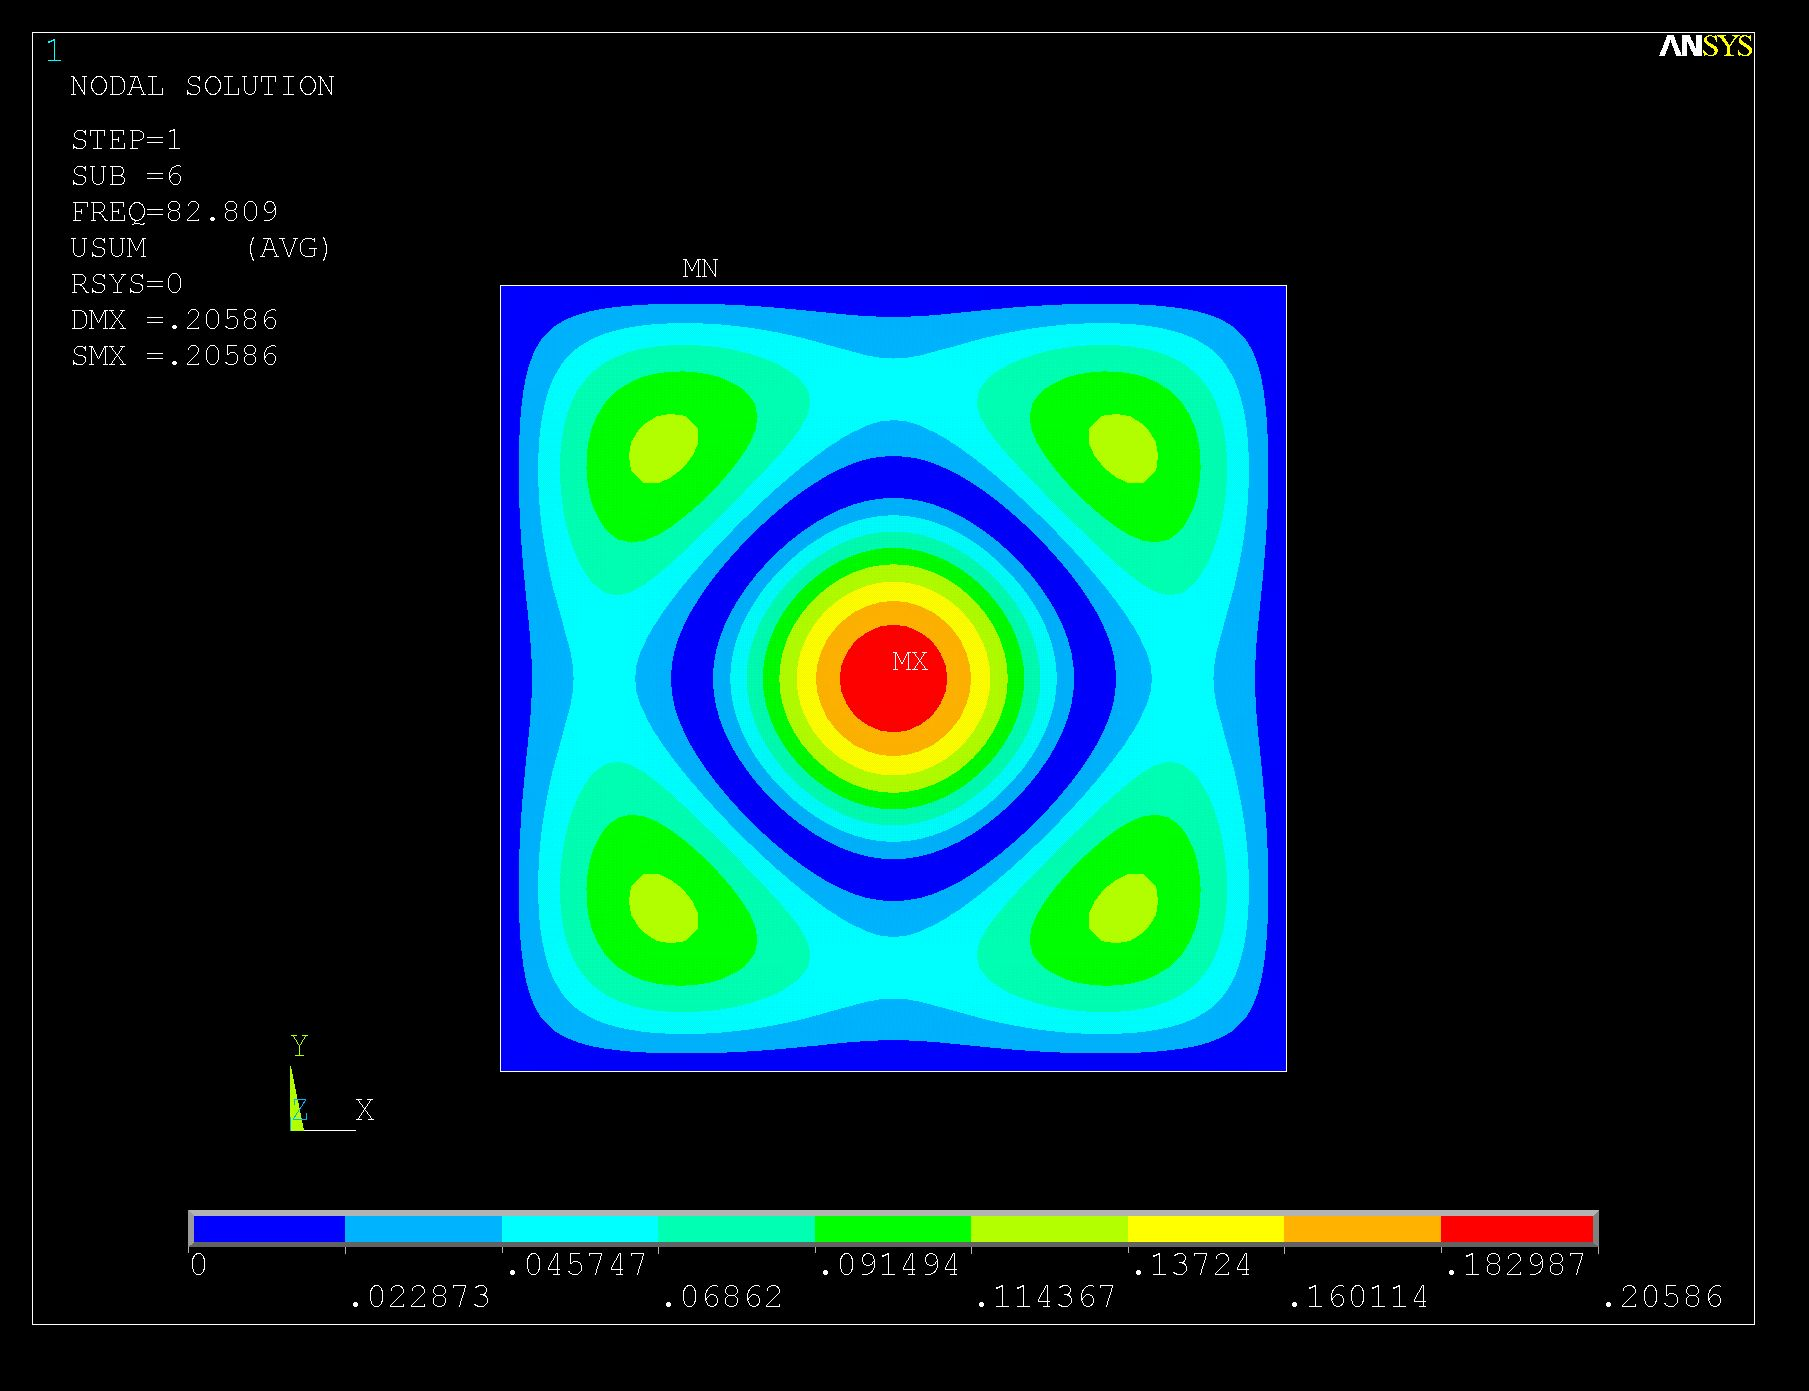 1
ANSYS
NODAL SOLUTION
STEP=1
SUB =6
FREQ=82.809
USUM (AVG)
RSYS=0
DMX =.20586
SMX =.20586
MN
MX
Y
Z X
0 .045747 .091494 .13724 .182987
.022873 .06862 .114367 .160114 .20586